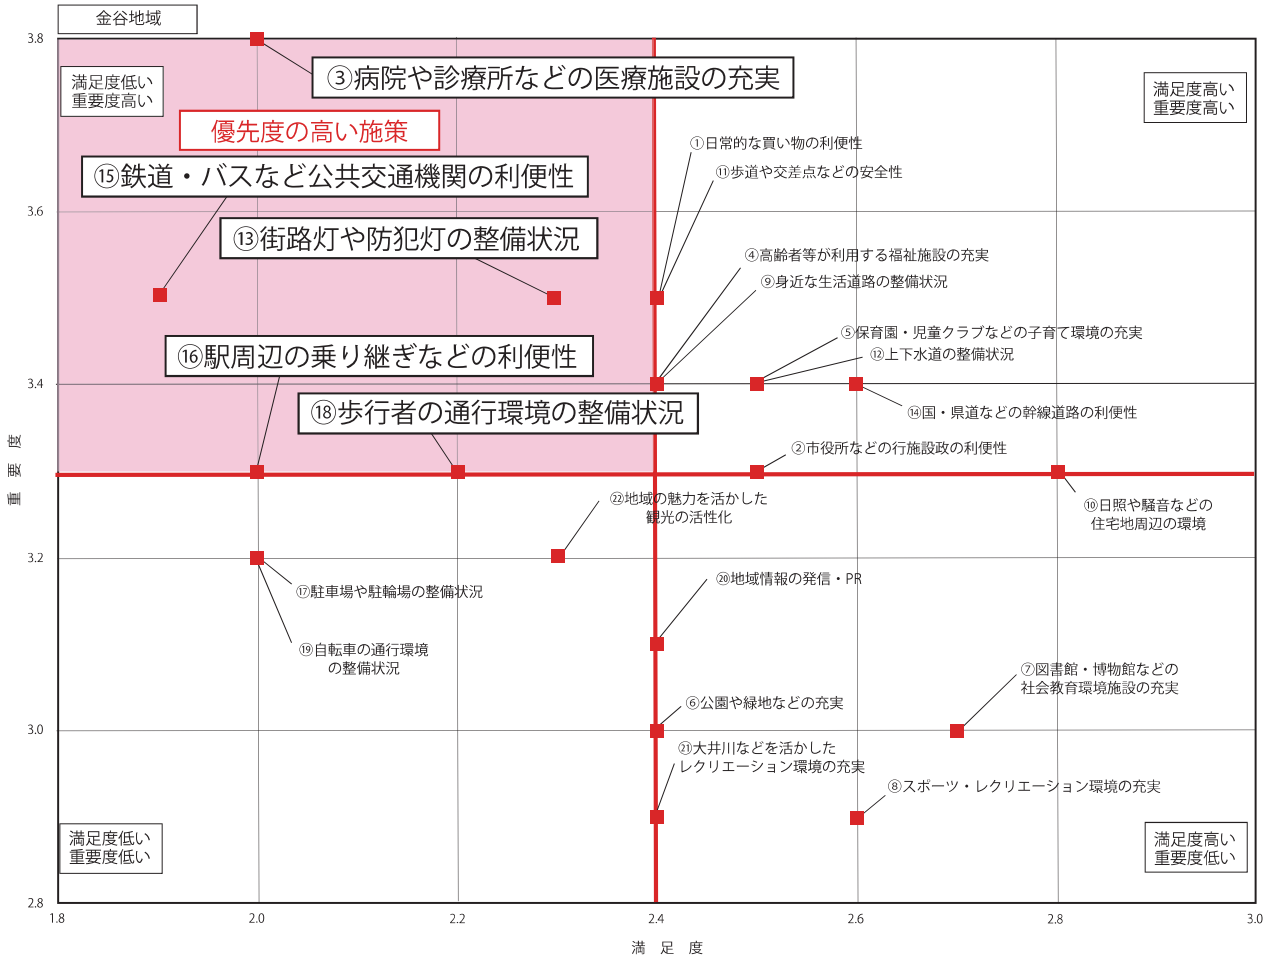 金谷地域
3.8
③病院や診療所などの医療施設の充実
満足度低い
重要度高い
満足度高い
重要度高い
優先度の高い施策
①日常的な買い物の利便性
⑮鉄道・バスなど公共交通機関の利便性
⑪歩道や交差点などの安全性
3.6
⑬街路灯や防犯灯の整備状況
④高齢者等が利用する福祉施設の充実
⑨身近な生活道路の整備状況
⑤保育園・児童クラブなどの子育て環境の充実
⑯駅周辺の乗り継ぎなどの利便性
⑫上下水道の整備状況
3.4
⑱歩行者の通行環境の整備状況
⑭国・県道などの幹線道路の利便性
②市役所などの行施設政の利便性
重要度
㉒地域の魅力を活かした
観光の活性化
⑩日照や騒音などの
住宅地周辺の環境
3.2
⑰駐車場や駐輪場の整備状況
⑳地域情報の発信・PR
⑲自転車の通行環境
の整備状況
⑦図書館・博物館などの
社会教育環境施設の充実
⑥公園や緑地などの充実
3.0
㉑大井川などを活かした
レクリエーション環境の充実
⑧スポーツ・レクリエーション環境の充実
満足度低い
重要度低い
満足度高い
重要度低い
2.8
1.8
2.0
2.2
2.4
2.6
2.8
3.0
満足度